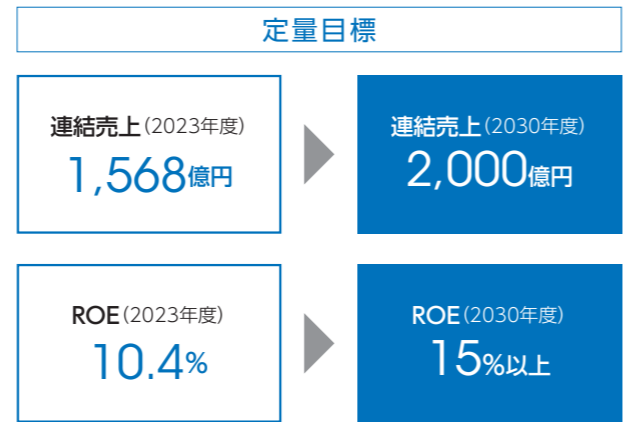 定量目標
連結売上(2023年度)
1,568億円
連結売上(2030年度)
2,000億円
ROE(2023年度)
10.4%
ROE(2030年度)
15%以上